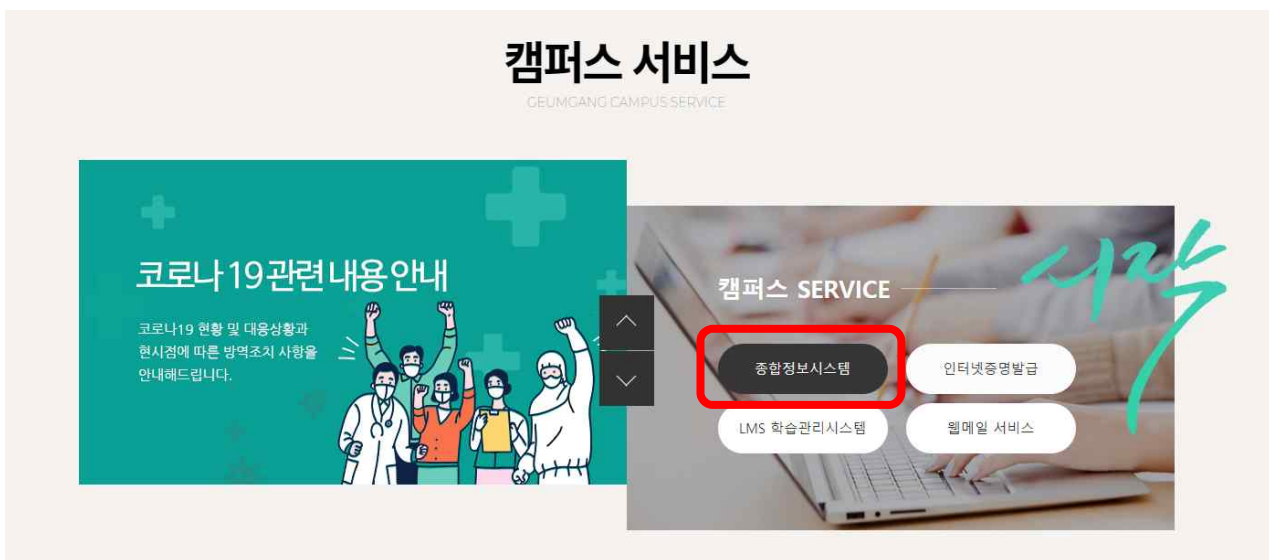 캠퍼스 서비스
GEUMGANG CAMPUS SERVICE
코로나19관련내용안내
코로나19 현황 및 대응상황과
현시점에 따른 방역조치 사항을
안내해드립니다.
시작
캠퍼스 SERVICE
종합정보시스템
인터넷증명발급
LMS 학습관리시스템
웹메일 서비스